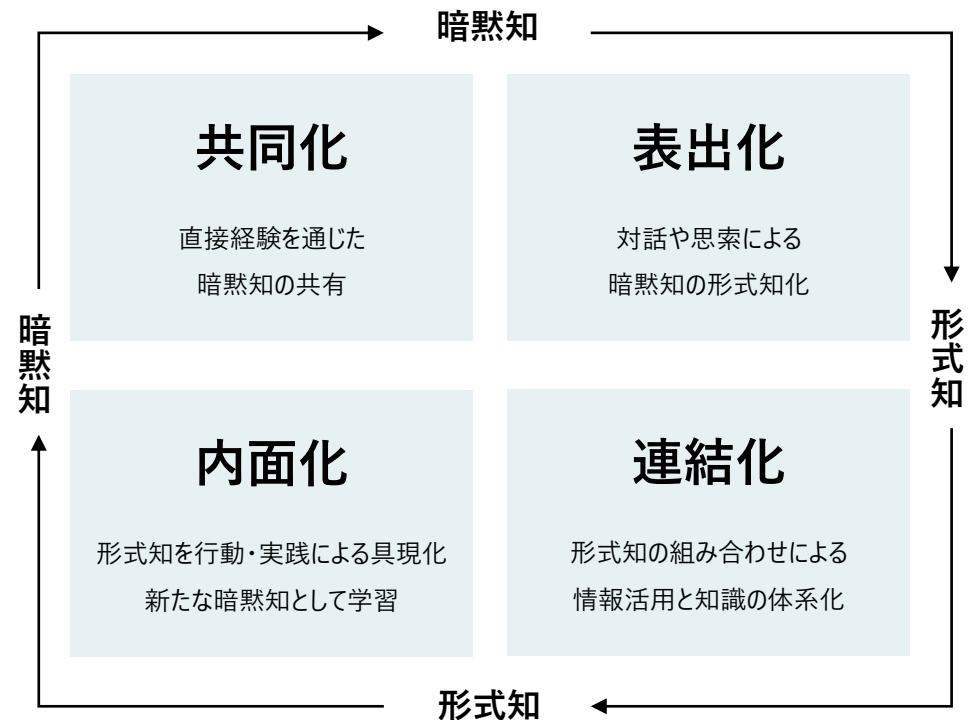 暗黙知
共同化
直接経験を通じた
暗黙知の共有
表出化
対話や思索による
暗黙知の形式知化
暗黙知
形式知
内面化
形式知を行動・実践による具現化
新たな暗黙知として学習
連結化
形式知の組み合わせによる
情報活用と知識の体系化
形式知